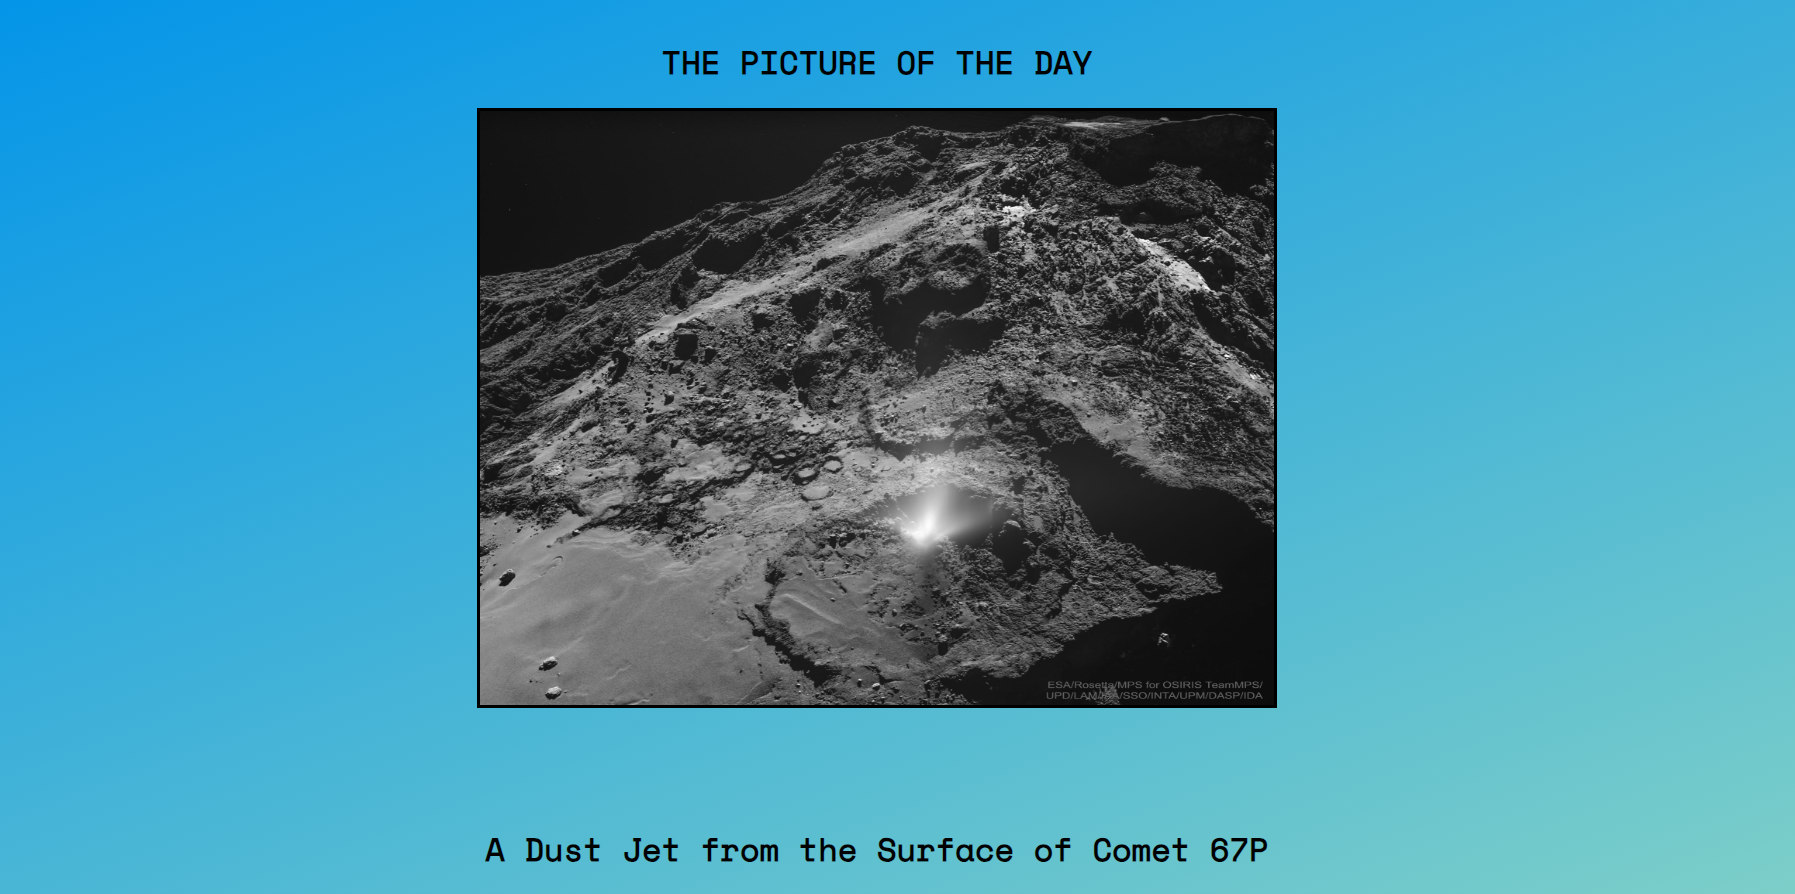 THE PICTURE OF THE DAY
ESA/Rosetta/MPS for OSIRIS TeamMPS/
UPD/LAM/IAA/SSO/INTA/UPM/DASP/IDA
A Dust Jet from the Surface of Comet 67P